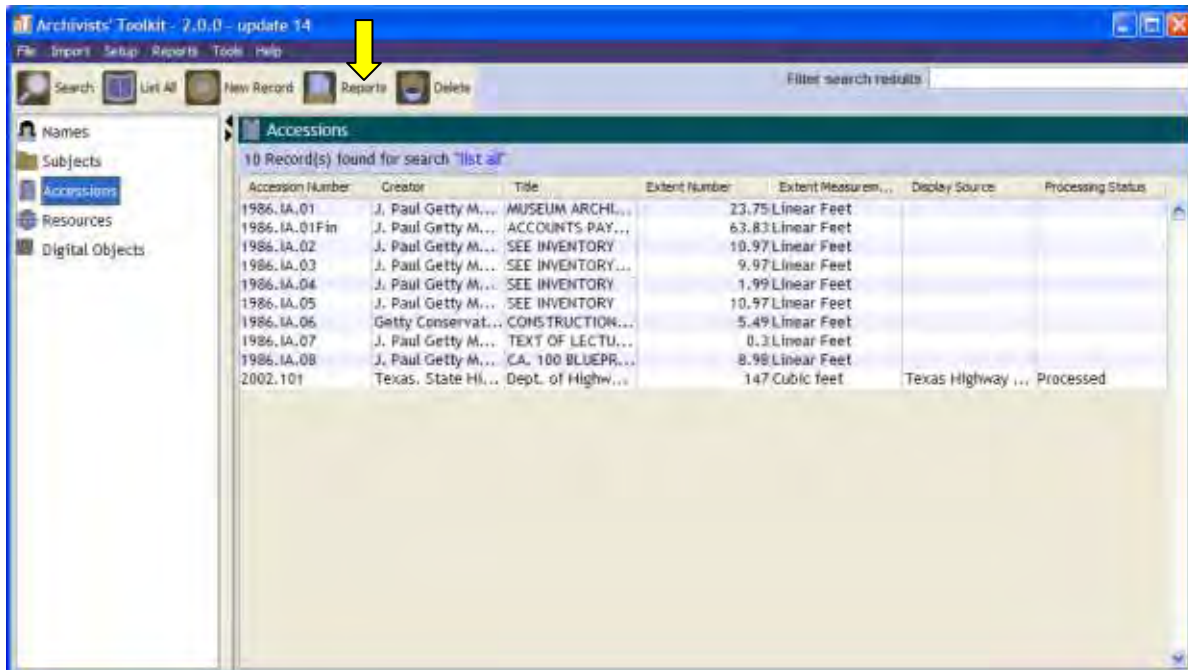 Archivists' Toolkit - 2.0.0 - update 14
File Import Setup Reports Tools Help
Search List All New Record Reports Delete Filter search results
Names
Subjects
Accessions
Resources
Digital Objects
Accessions
10 Record(s) found for search "list all"
Accession Number Creator Title Extent Number Extent Measurem... Display Source Processing Status
1986.IA.01 J. Paul Getty M... MUSEUM ARCHI... 23.75 Linear Feet
1986.IA.01Fin J. Paul Getty M... ACCOUNTS PAY... 63.83 Linear Feet
1986.IA.02 J. Paul Getty M... SEE INVENTORY 10.97 Linear Feet
1986.IA.03 J. Paul Getty M... SEE INVENTORY... 9.97 Linear Feet
1986.IA.04 J. Paul Getty M... SEE INVENTORY 1.99 Linear Feet
1986.IA.05 J. Paul Getty M... SEE INVENTORY 10.97 Linear Feet
1986.IA.06 Getty Conservat... CONSTRUCTION... 5.49 Linear Feet
1986.IA.07 J. Paul Getty M... TEXT OF LECTU... 0.3 Linear Feet
1986.IA.08 J. Paul Getty M... CA. 100 BLUEPR... 8.98 Linear Feet
2002.101 Texas. State Hi... Dept. of Highw... 147 Cubic feet Texas Highway ... Processed